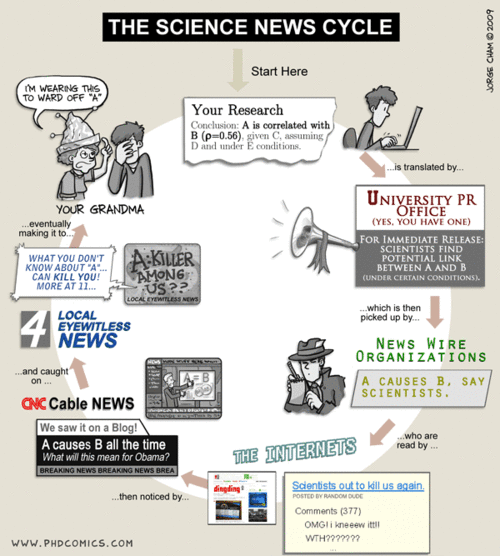 THE SCIENCE NEWS CYCLE
JORGE CHAM © 2009
Start Here
Your Research
Conclusion: A is correlated with
B (ρ=0.56), given C, assuming
D and under E conditions.
...is translated by...
UNIVERSITY PR
OFFICE
(YES, YOU HAVE ONE)
FOR IMMEDIATE RELEASE:
SCIENTISTS FIND
POTENTIAL LINK
BETWEEN A AND B
(UNDER CERTAIN CONDITIONS).
...which is then
picked up by...
NEWS WIRE
ORGANIZATIONS
A CAUSES B, SAY
SCIENTISTS.
...who are
read by ...
THE INTERNETS
Scientists out to kill us again.
POSTED BY RANDOM DUDE
Comments (377)
OMG! i kneeew itt!!
WTH???????
...
...then noticed by...
We saw it on a Blog!
A causes B all the time
What will this mean for Obama?
BREAKING NEWS BREAKING NEWS BREA
CNC Cable NEWS
A=B
...and caught
on ...
4 LOCAL
EYEWITLESS
NEWS
WHAT YOU DON'T
KNOW ABOUT "A"...
CAN KILL YOU!
MORE AT 11...
A: KILLER
AMONG
US??
LOCAL EYEWITLESS NEWS
...eventually
making it to...
YOUR GRANDMA
I'M WEARING THIS
TO WARD OFF "A"
WWW.PHDCOMICS.COM